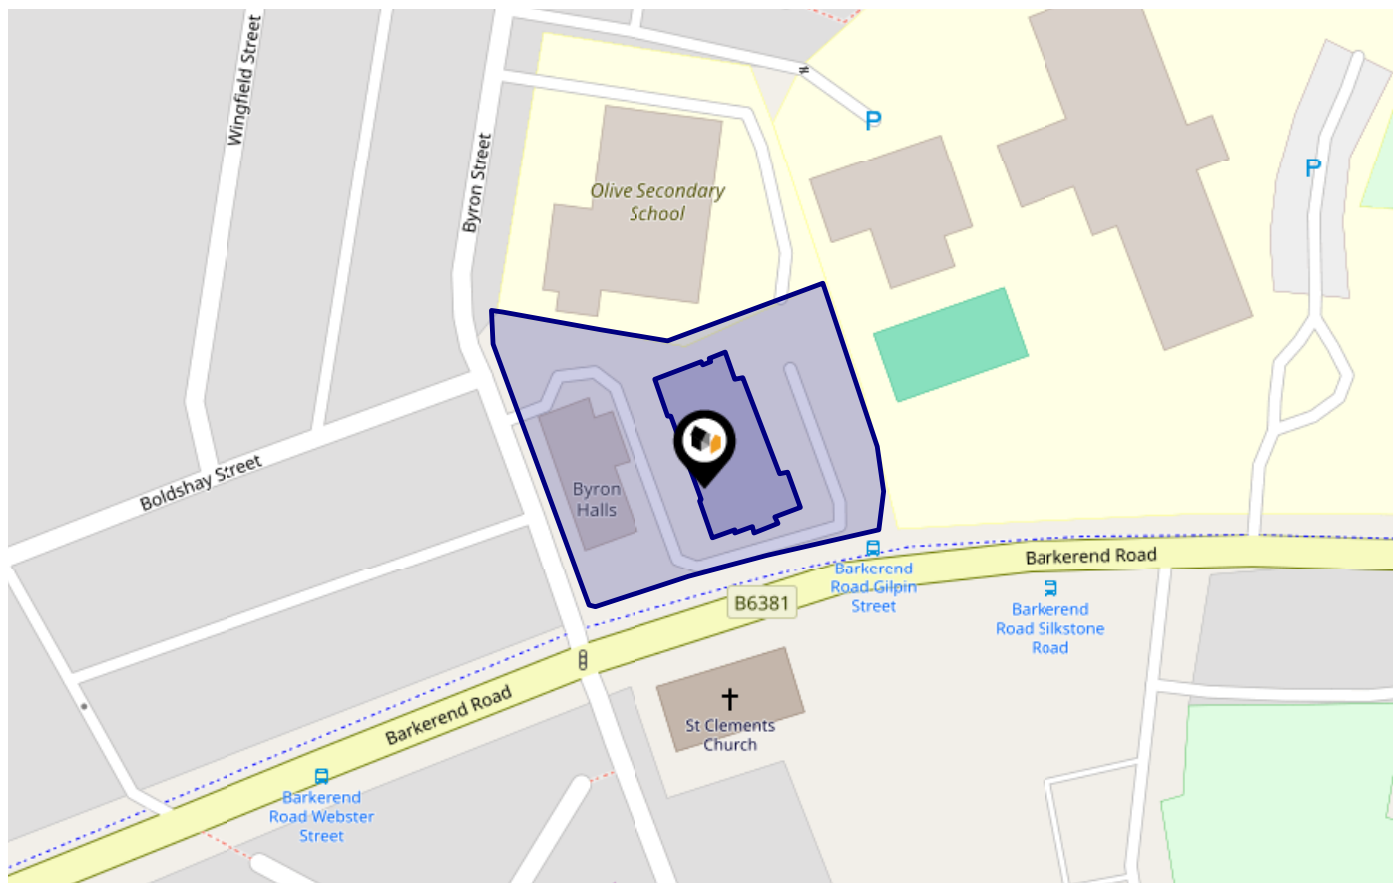 Wingfield Street
Byron Street
P
P
Olive Secondary
School
Boldshay Street
Byron
Halls
Barkerend
Road Gilpin
Street
Barkerend Road
B6381
Barkerend
Road Silkstone
Road
Barkerend Road
St Clements
Church
Barkerend
Road Webster
Street